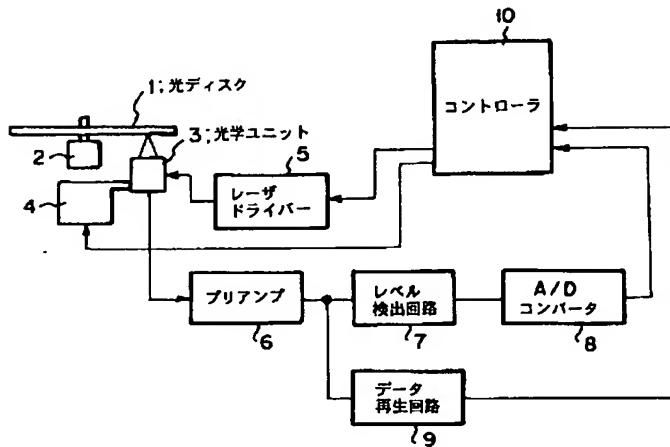 10
コントローラ
1;光ディスク
3;光学ユニット
2
4
5
レーザ
ドライバー
プリアンプ
6
レベル
検出回路
7
A/D
コンバータ
8
データ
再生回路
9